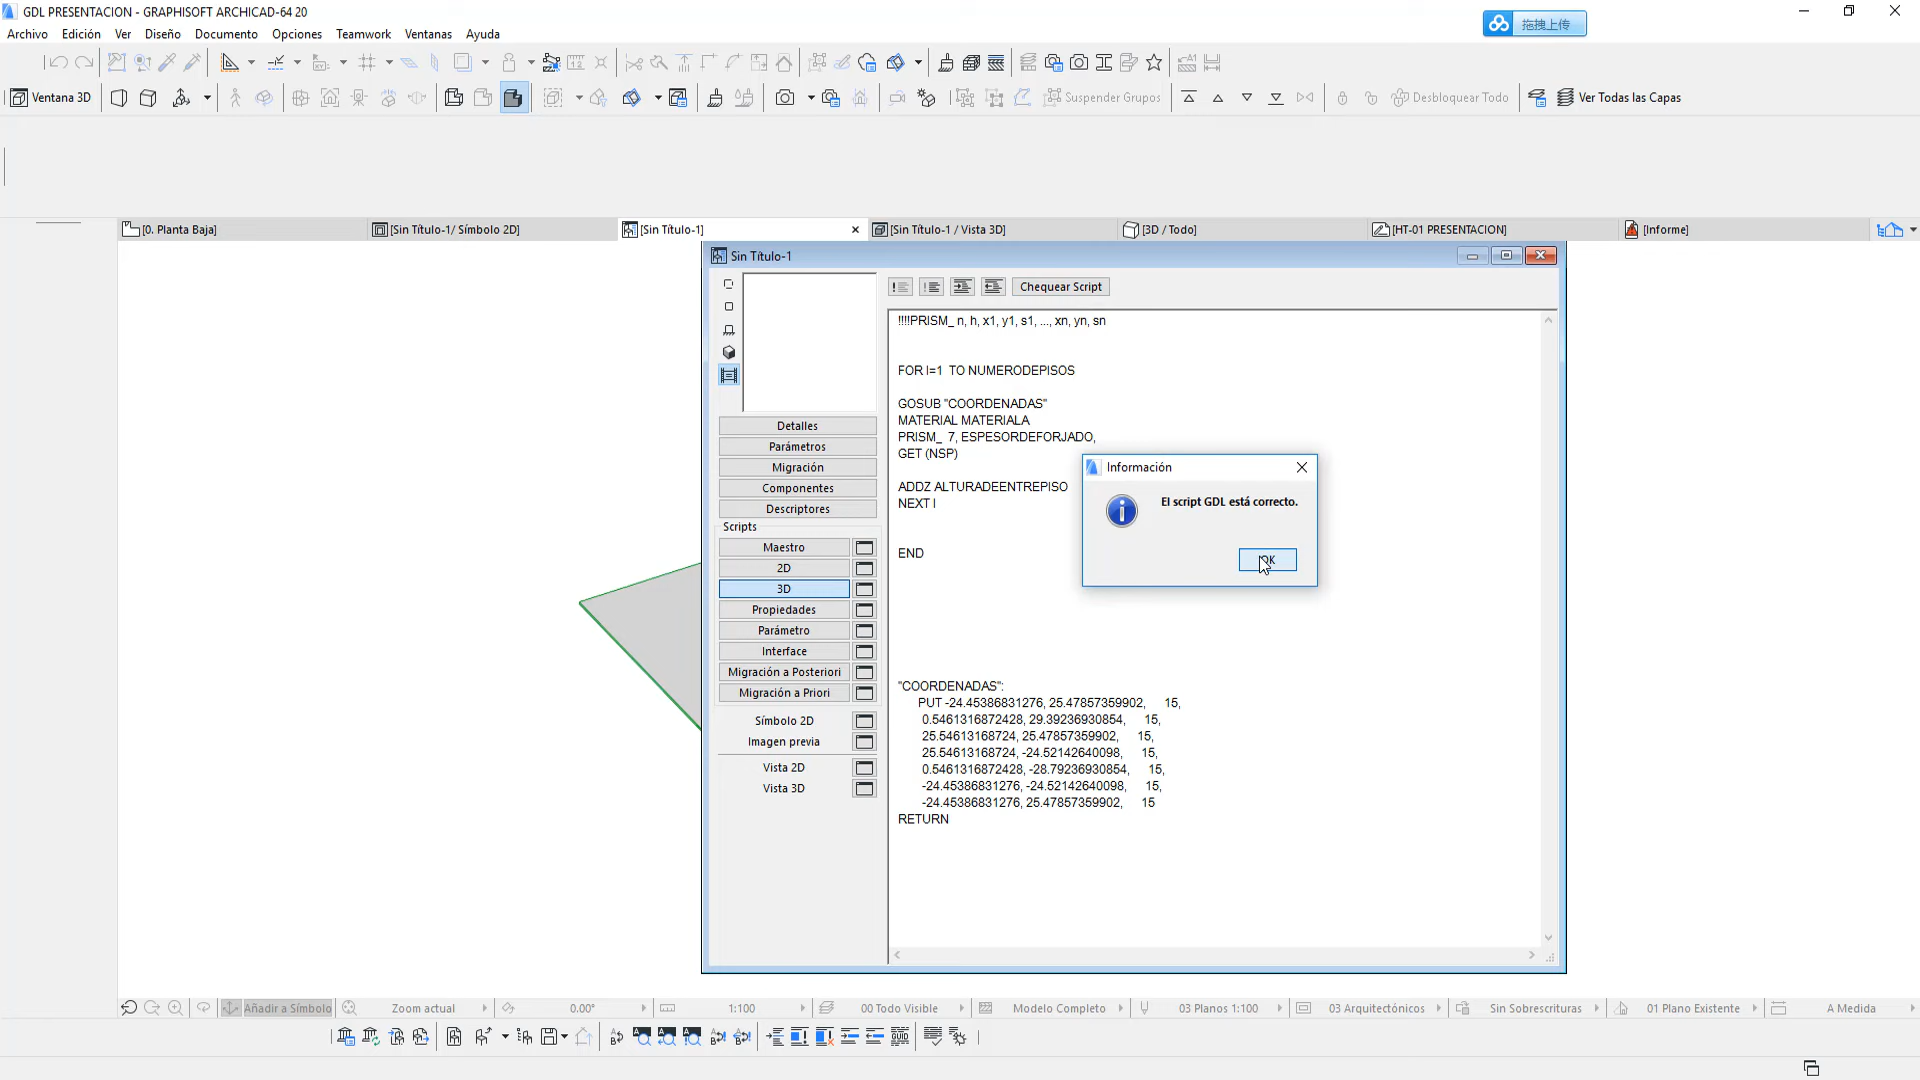 GDL PRESENTACION - GRAPHISOFT ARCHICAD-64 20
拖拽上传
Archivo Edición Ver Diseño Documento Opciones Teamwork Ventanas Ayuda
Ventana 3D
Suspender Grupos
Desbloquear Todo
Ver Todas las Capas
[0. Planta Baja]
[Sin Título-1/ Símbolo 2D]
[Sin Título-1]
[Sin Título-1 / Vista 3D]
[3D / Todo]
[HT-01 PRESENTACION]
[Informe]
Sin Título-1
Chequear Script
Detalles
Parámetros
Migración
Componentes
Descriptores
Scripts
Maestro
2D
3D
Propiedades
Parámetro
Interface
Migración a Posteriori
Migración a Priori
Símbolo 2D
Imagen previa
Vista 2D
Vista 3D
!!!!PRISM_ n, h, x1, y1, s1, ..., xn, yn, sn
FOR I=1 TO NUMERODEPISOS
GOSUB "COORDENADAS"
MATERIAL MATERIALA
PRISM_ 7, ESPESORDEFORJADO,
GET (NSP)
ADDZ ALTURADEENTREPISO
NEXT I
END
"COORDENADAS":
PUT -24.45386831276, 25.47857359902, 15,
0.5461316872428, 29.39236930854, 15,
25.54613168724, 25.47857359902, 15,
25.54613168724, -24.52142640098, 15,
0.5461316872428, -28.79236930854, 15,
-24.45386831276, -24.52142640098, 15,
-24.45386831276, 25.47857359902, 15
RETURN
Información
El script GDL está correcto.
OK
Añadir a Símbolo
Zoom actual
0.00°
1:100
00 Todo Visible
Modelo Completo
03 Planos 1:100
03 Arquitectónicos
Sin Sobrescrituras
01 Plano Existente
A Medida